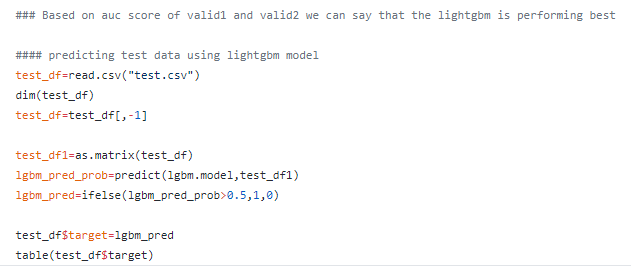 ### Based on auc score of valid1 and valid2 we can say that the lightgbm is performing best
#### predicting test data using lightgbm model
test_df=read.csv("test.csv")
dim(test_df)
test_df=test_df[,-1]
test_df1=as.matrix(test_df)
lgbm_pred_prob=predict(lgbm.model,test_df1)
lgbm_pred=ifelse(lgbm_pred_prob>0.5,1,0)
test_df$target=lgbm_pred
table(test_df$target)